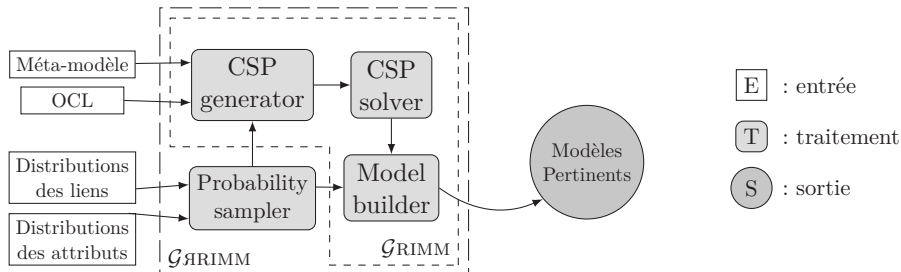 Méta-modèle
OCL
Distributions
des liens
Distributions
des attributs
CSP
generator
CSP
solver
Probability
sampler
Model
builder
𝒢ЯRIMM
𝒢RIMM
Modèles
Pertinents
E : entrée
T : traitement
S : sortie